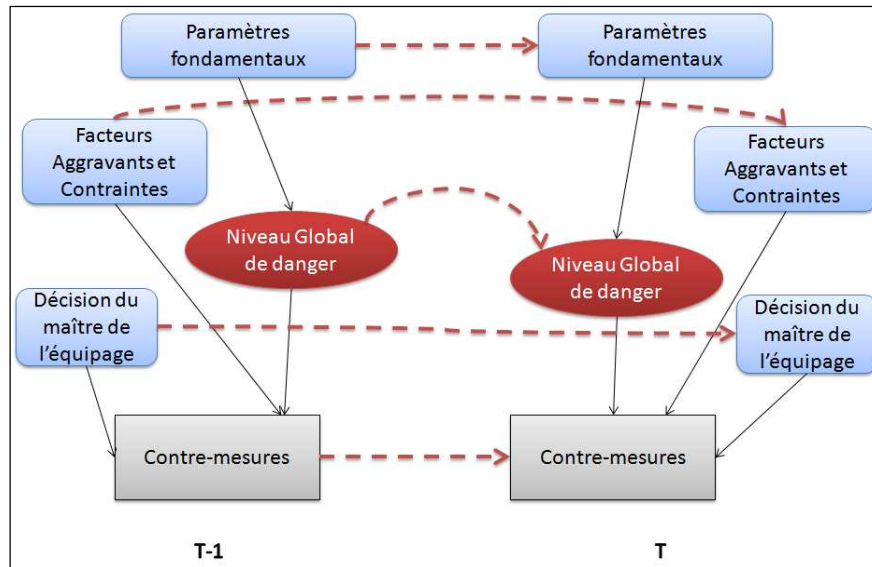 Paramètres
fondamentaux
Paramètres
fondamentaux
Facteurs
Aggravants et
Contraintes
Facteurs
Aggravants et
Contraintes
Niveau Global
de danger
Niveau Global
de danger
Décision du
maître de
l'équipage
Décision du
maître de
l'équipage
Contre-mesures
Contre-mesures
T-1
T